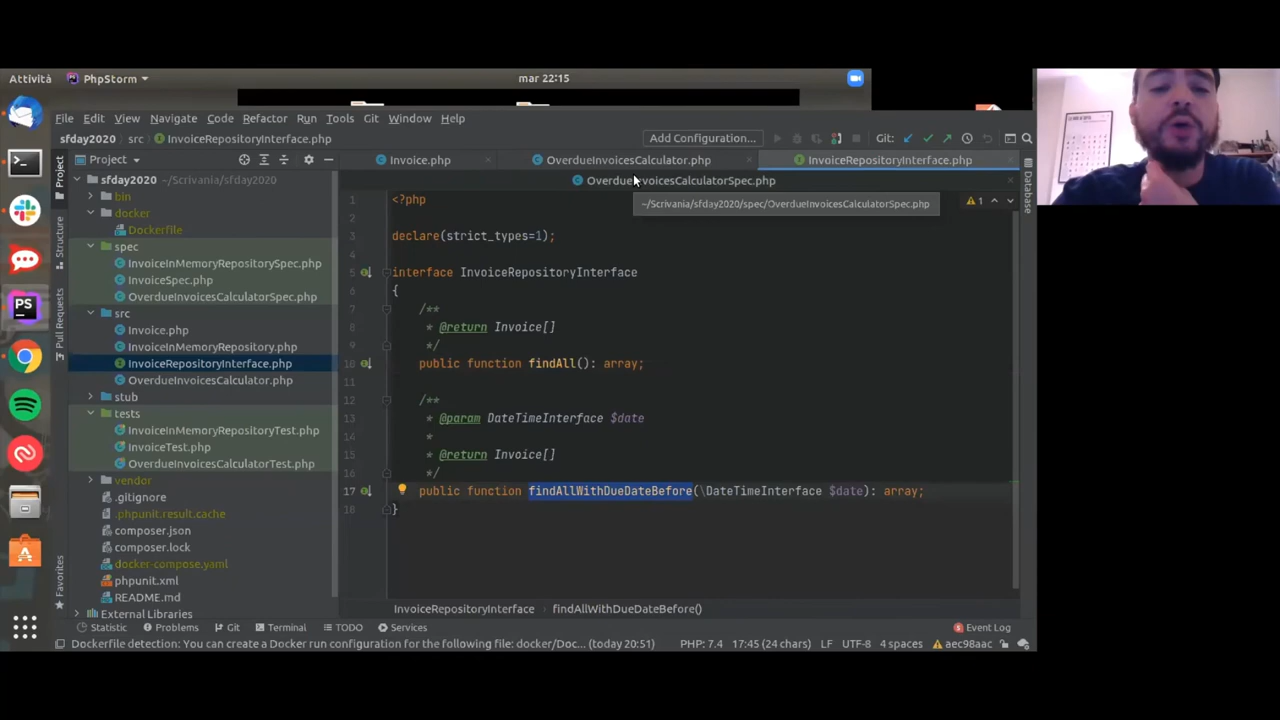 Attività PhpStorm mar 22:15
File Edit View Navigate Code Refactor Run Tools Git Window Help
sfday2020 src InvoiceRepositoryInterface.php Add Configuration... Git:
Project Invoice.php OverdueInvoicesCalculator.php InvoiceRepositoryInterface.php
OverdueInvoicesCalculatorSpec.php
~/Scrivania/sfday2020/spec/OverdueInvoicesCalculatorSpec.php
1
Project
Structure
Pull Requests
Favorites
Database
sfday2020 ~/Scrivania/sfday2020
bin
docker
Dockerfile
spec
InvoiceInMemoryRepositorySpec.php
InvoiceSpec.php
OverdueInvoicesCalculatorSpec.php
src
Invoice.php
InvoiceInMemoryRepository.php
InvoiceRepositoryInterface.php
OverdueInvoicesCalculator.php
stub
tests
InvoiceInMemoryRepositoryTest.php
InvoiceTest.php
OverdueInvoicesCalculatorTest.php
vendor
.gitignore
.phpunit.result.cache
composer.json
composer.lock
docker-compose.yaml
phpunit.xml
README.md
External Libraries
1 <?php
2
3 declare(strict_types=1);
4
5 interface InvoiceRepositoryInterface
6 {
7 /**
8 * @return Invoice[]
9 */
10 public function findAll(): array;
11
12 /**
13 * @param DateTimeInterface $date
14 *
15 * @return Invoice[]
16 */
17 public function findAllWithDueDateBefore(\DateTimeInterface $date): array;
18 }
InvoiceRepositoryInterface findAllWithDueDateBefore()
Statistic Problems Git Terminal TODO Services Event Log
Dockerfile detection: You can create a Docker run configuration for the following file: docker/Doc... (today 20:51) PHP: 7.4 17:45 (24 chars) LF UTF-8 4 spaces aec98aac